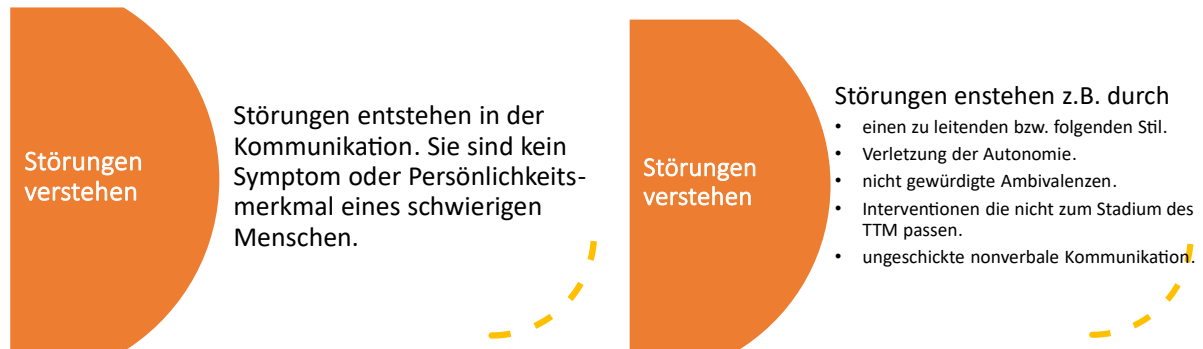 Störungen
verstehen
Störungen entstehen in der
Kommunikation. Sie sind kein
Symptom oder Persönlichkeits-
merkmal eines schwierigen
Menschen.
Störungen
verstehen
Störungen enstehen z.B. durch
• einen zu leitenden bzw. folgenden Stil.
• Verletzung der Autonomie.
• nicht gewürdigte Ambivalenzen.
• Interventionen die nicht zum Stadium des
TTM passen.
• ungeschickte nonverbale Kommunikation.